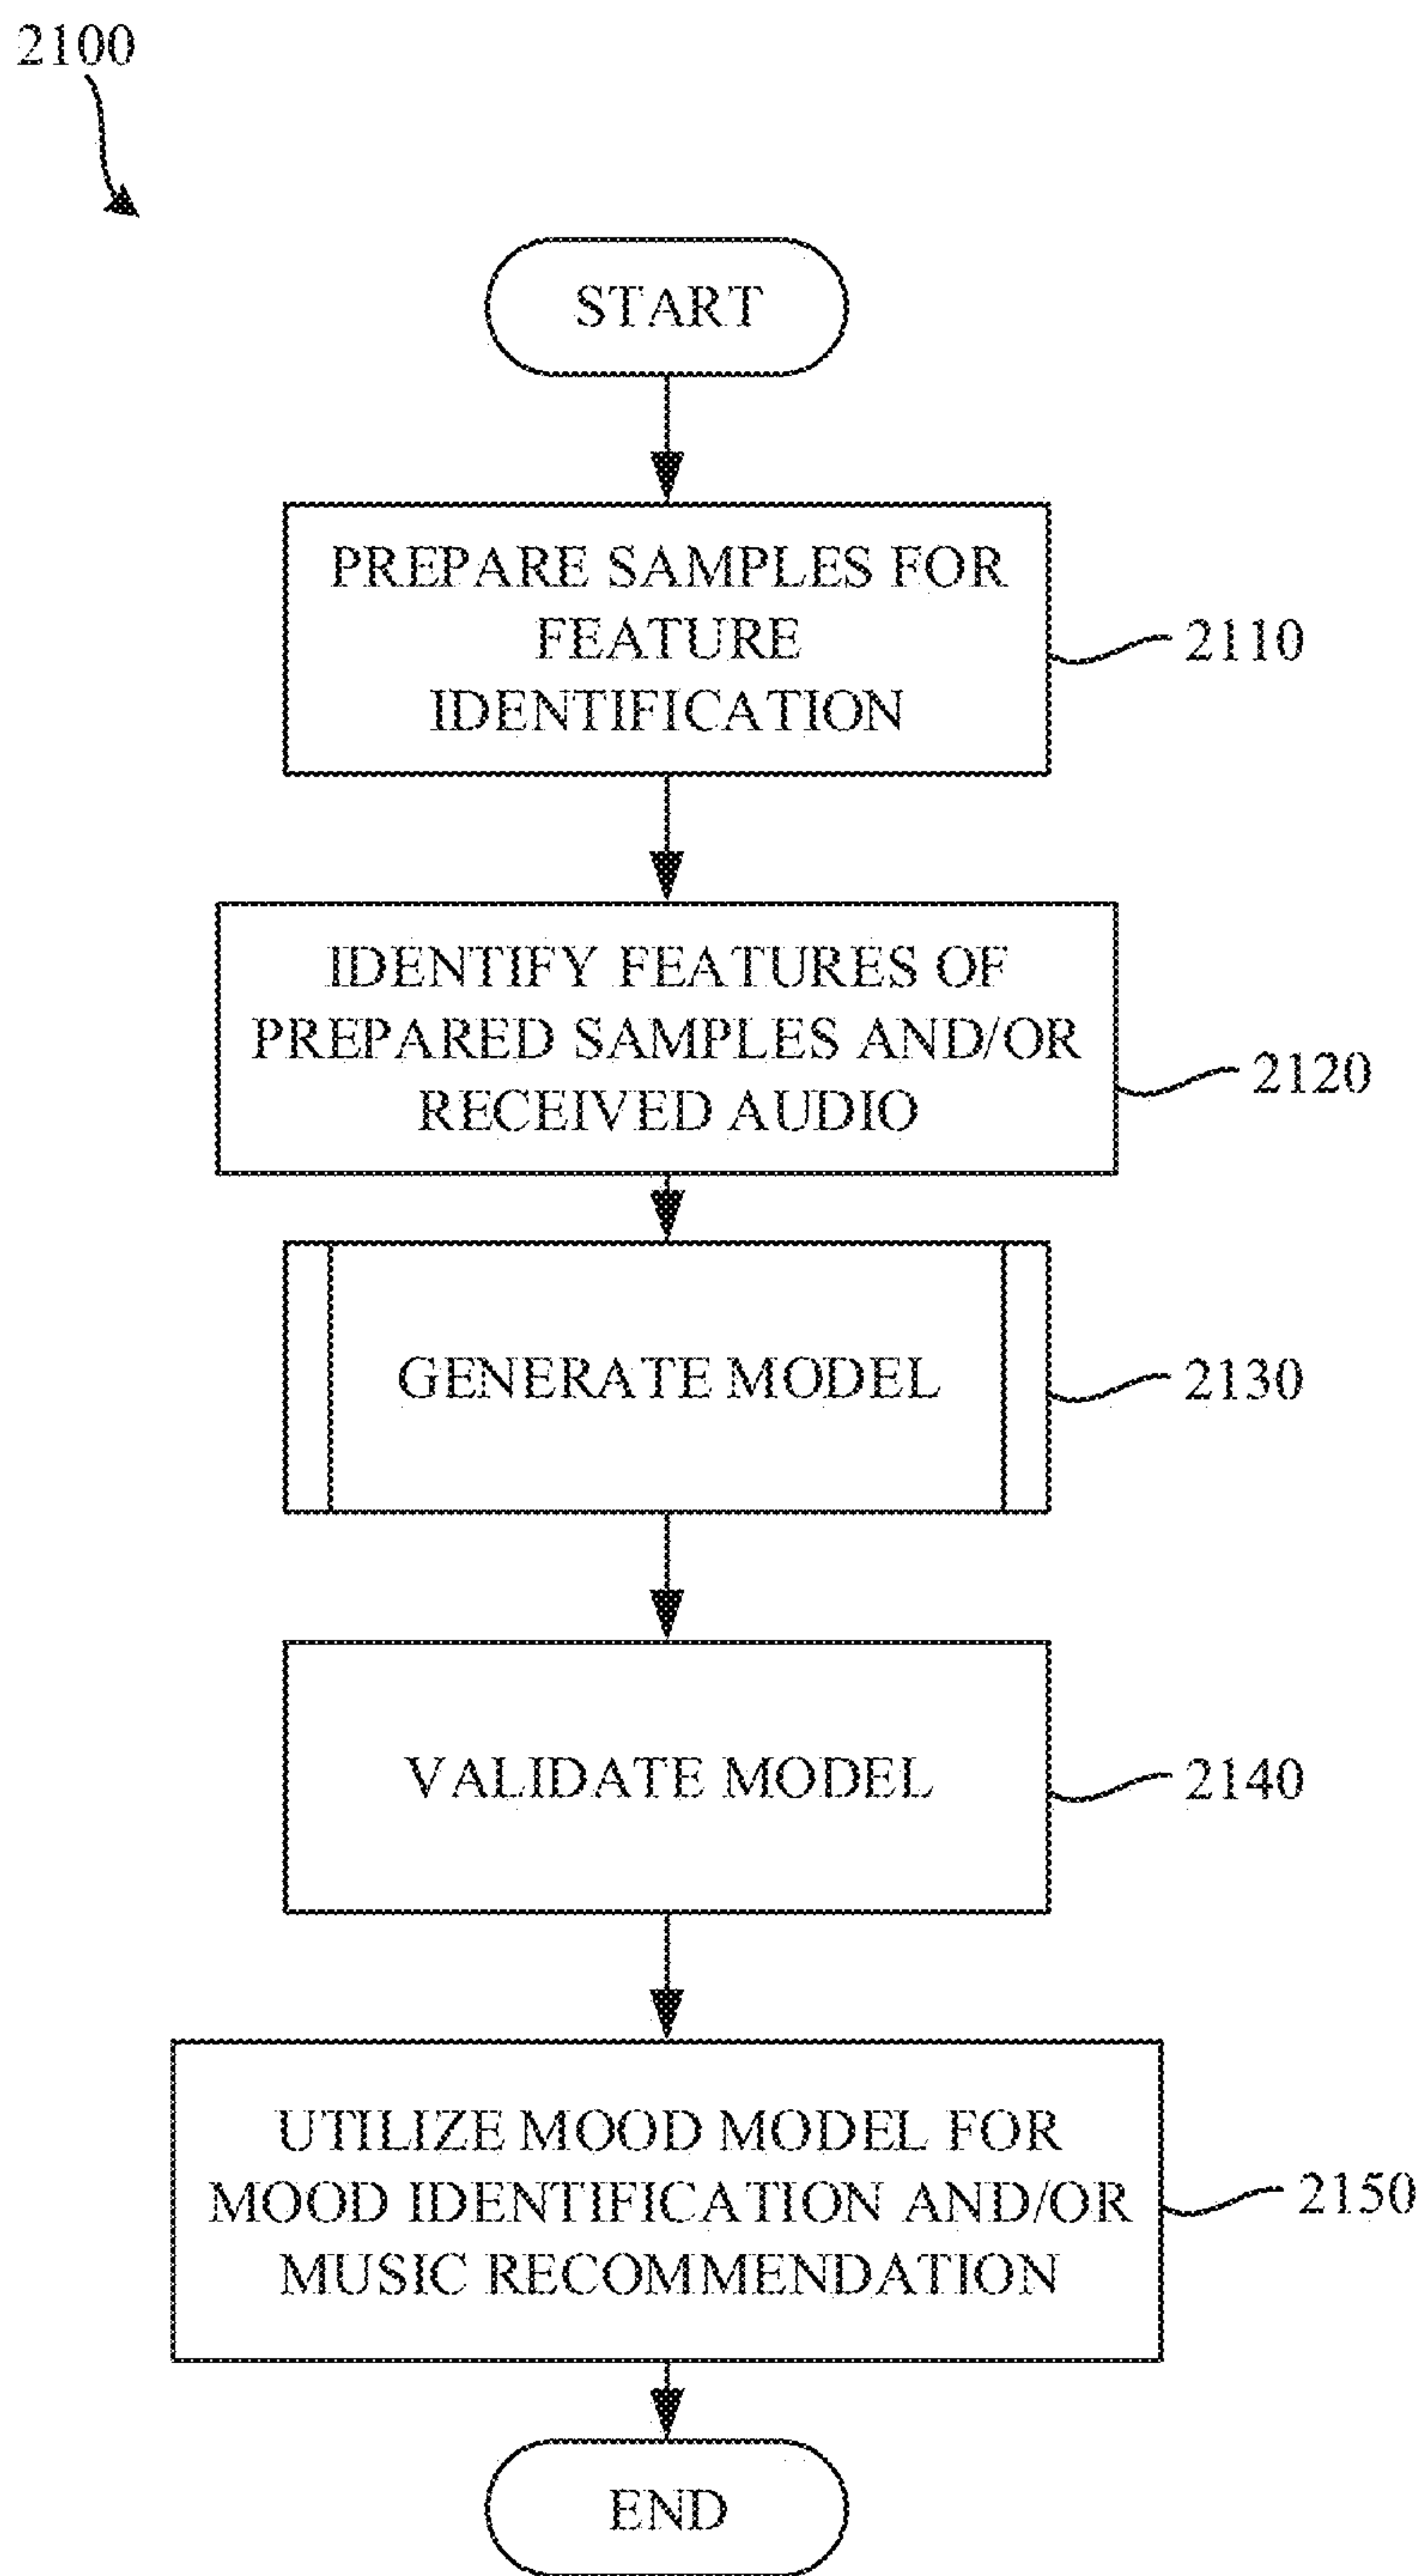 2100
START
PREPARE SAMPLES FOR
FEATURE
IDENTIFICATION
2110
IDENTIFY FEATURES OF
PREPARED SAMPLES AND/OR
RECEIVED AUDIO
2120
GENERATE MODEL
2130
VALIDATE MODEL
2140
UTILIZE MOOD MODEL FOR
MOOD IDENTIFICATION AND/OR
MUSIC RECOMMENDATION
2150
END